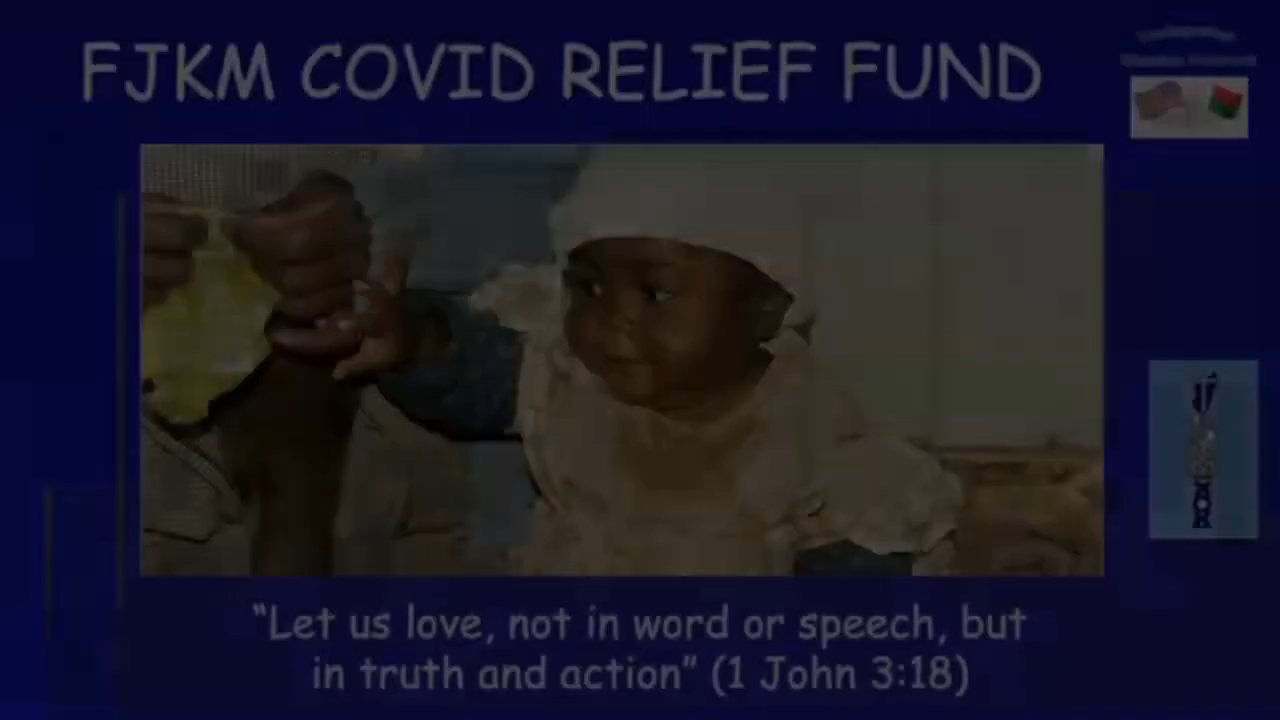 FJKM COVID RELIEF FUND
“Let us love, not in word or speech, but
in truth and action” (1 John 3:18)